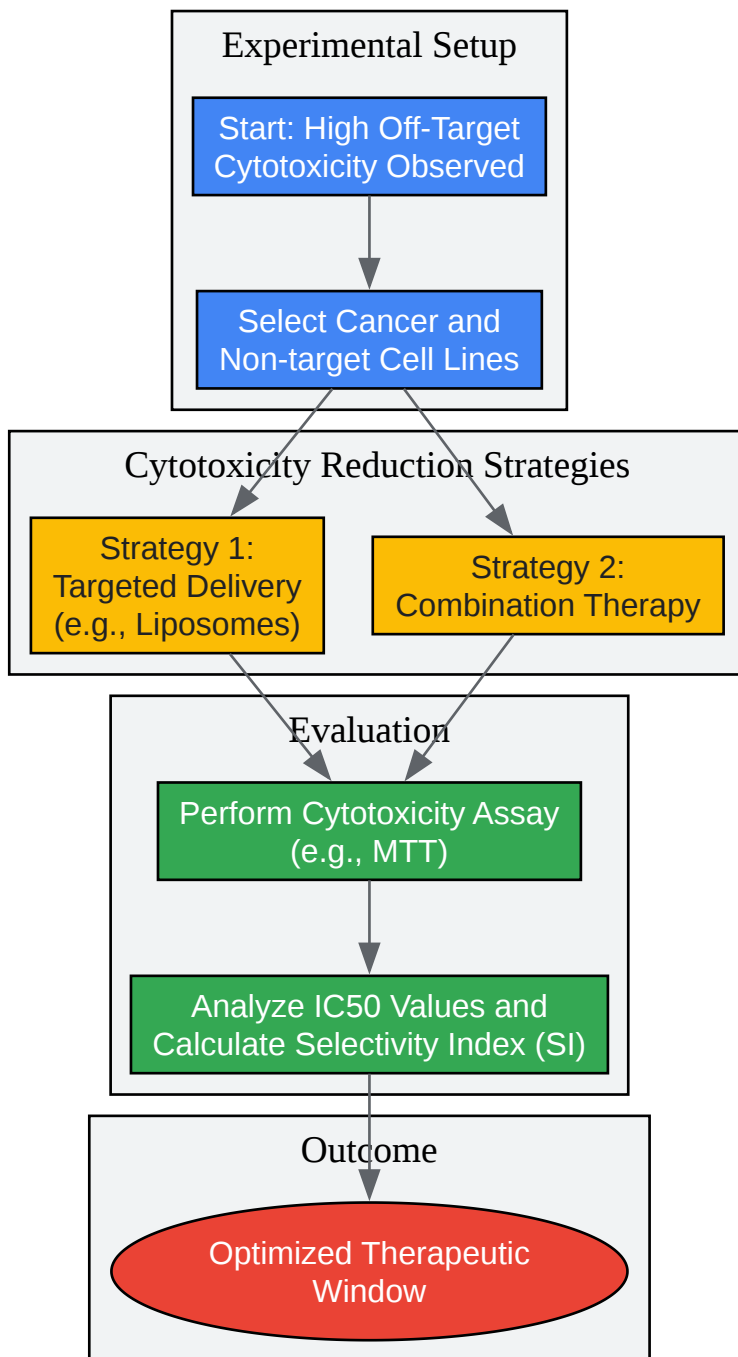 Experimental Setup
Start: High Off-Target
Cytotoxicity Observed
Select Cancer and
Non-target Cell Lines
Cytotoxicity Reduction Strategies
Strategy 1:
Targeted Delivery
(e.g., Liposomes)
Strategy 2:
Combination Therapy
Evaluation
Perform Cytotoxicity Assay
(e.g., MTT)
Analyze IC50 Values and
Calculate Selectivity Index (SI)
Outcome
Optimized Therapeutic
Window